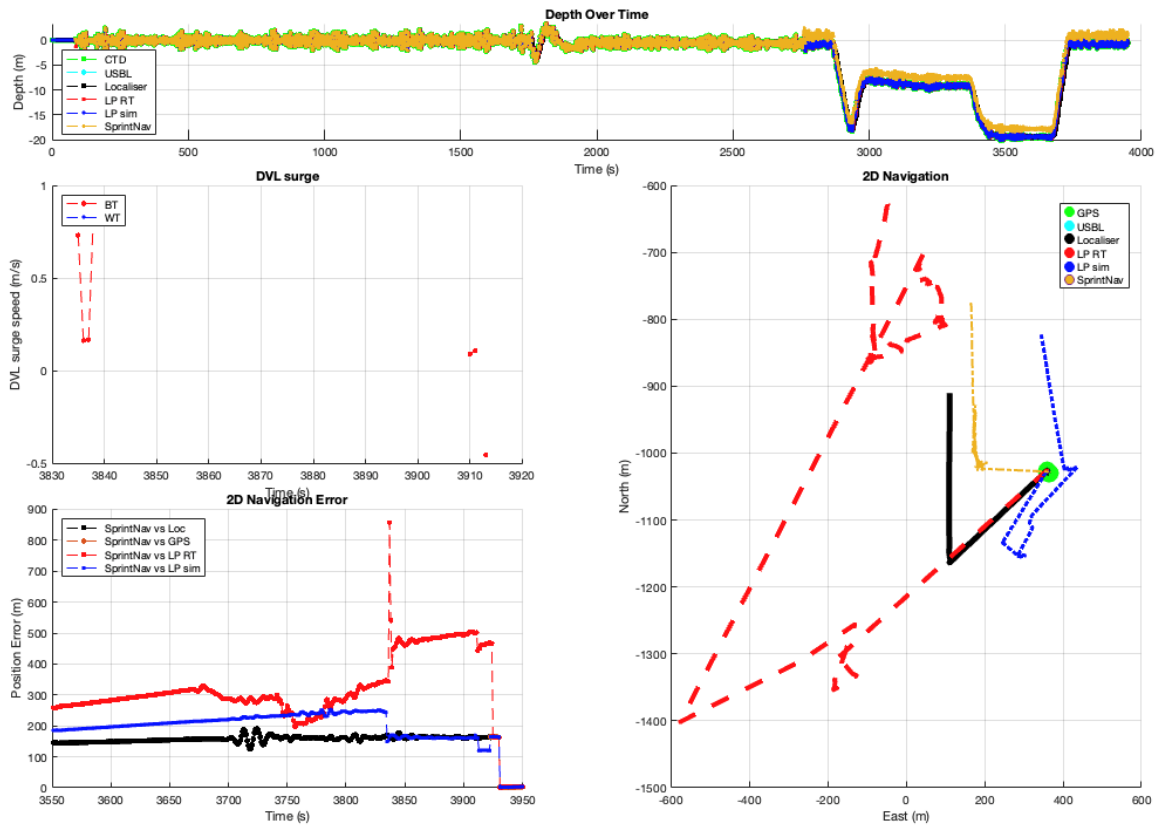 Depth Over Time
Depth (m)
0
-5
-10
-15
-20
CTD
USBL
Localiser
LP RT
LP sim
SprintNav
0 500 1000 1500 2000 2500 3000 3500 4000
Time (s)
DVL surge
DVL surge speed (m/s)
1
0.5
0
-0.5
BT
WT
3830 3840 3850 3860 3870 3880 3890 3900 3910 3920
Time (s)
2D Navigation Error
Position Error (m)
900
800
700
600
500
400
300
200
100
0
SprintNav vs Loc
SprintNav vs GPS
SprintNav vs LP RT
SprintNav vs LP sim
3550 3600 3650 3700 3750 3800 3850 3900 3950
Time (s)
2D Navigation
North (m)
-600
-700
-800
-900
-1000
-1100
-1200
-1300
-1400
-1500
GPS
USBL
Localiser
LP RT
LP sim
SprintNav
-600 -400 -200 0 200 400 600
East (m)